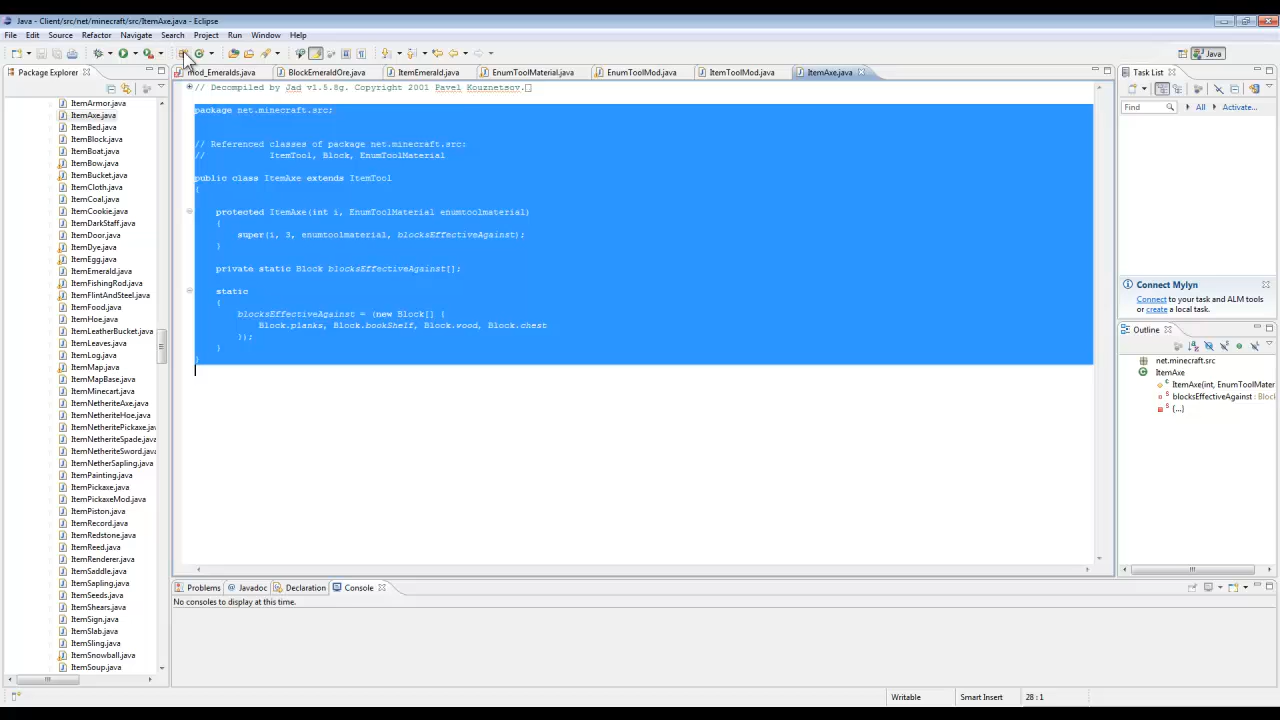 Java - Client/src/net/minecraft/src/ItemAxe.java - Eclipse
File Edit Source Refactor Navigate Search Project Run Window Help
Java
Package Explorer
mod_Emeralds.java BlockEmeraldOre.java ItemEmerald.java EnumToolMaterial.java EnumToolMod.java ItemToolMod.java ItemAxe.java
Task List
Find All Activate...
ItemArmor.java
ItemAxe.java
ItemBed.java
ItemBlock.java
ItemBoat.java
ItemBow.java
ItemBucket.java
ItemCloth.java
ItemCoal.java
ItemCookie.java
ItemDarkStaff.java
ItemDoor.java
ItemDye.java
ItemEgg.java
ItemEmerald.java
ItemFishingRod.java
ItemFlintAndSteel.java
ItemFood.java
ItemHoe.java
ItemLeatherBucket.java
ItemLeaves.java
ItemLog.java
ItemMap.java
ItemMapBase.java
ItemMinecart.java
ItemNetheriteAxe.java
ItemNetheriteHoe.java
ItemNetheritePickaxe.java
ItemNetheriteSpade.java
ItemNetheriteSword.java
ItemNetherSapling.java
ItemPainting.java
ItemPickaxe.java
ItemPickaxeMod.java
ItemPiston.java
ItemRecord.java
ItemRedstone.java
ItemReed.java
ItemRenderer.java
ItemSaddle.java
ItemSapling.java
ItemSeeds.java
ItemShears.java
ItemSign.java
ItemSlab.java
ItemSling.java
ItemSnowball.java
ItemSoup.java
// Decompiled by Jad v1.5.8g. Copyright 2001 Pavel Kouznetsov.
package net.minecraft.src;
// Referenced classes of package net.minecraft.src:
// ItemTool, Block, EnumToolMaterial
public class ItemAxe extends ItemTool
{
protected ItemAxe(int i, EnumToolMaterial enumtoolmaterial)
{
super(i, 3, enumtoolmaterial, blocksEffectiveAgainst);
}
private static Block blocksEffectiveAgainst[];
static
{
blocksEffectiveAgainst = (new Block[] {
Block.planks, Block.bookShelf, Block.wood, Block.chest
});
}
}
Connect Mylyn
Connect to your task and ALM tools
or create a local task.
Outline
net.minecraft.src
ItemAxe
ItemAxe(int, EnumToolMater
blocksEffectiveAgainst : Block
{...}
Problems Javadoc Declaration Console
No consoles to display at this time.
Writable Smart Insert 28 : 1